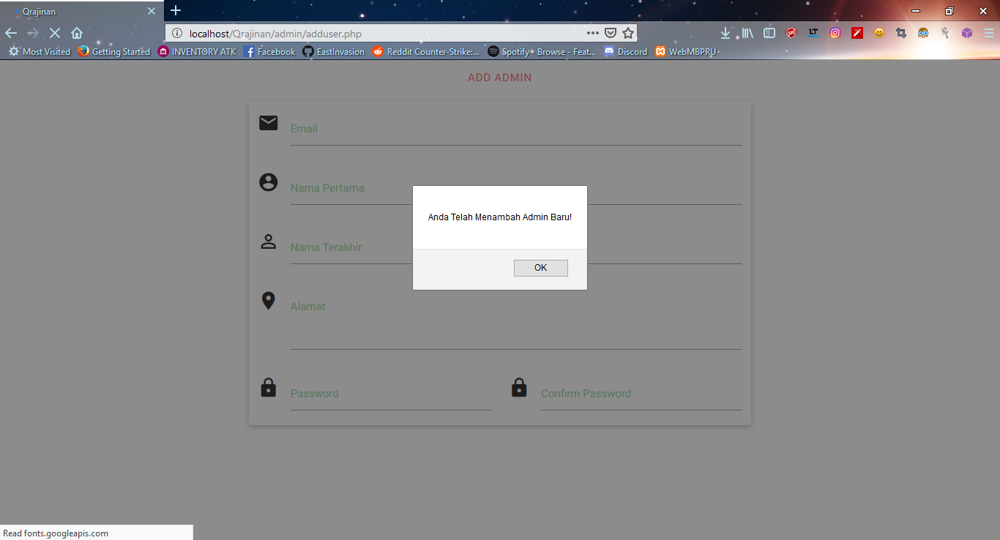 Qrajinan
localhost/Qrajinan/admin/adduser.php
Most Visited Getting Started INVENTORY ATK Facebook EastInvasion Reddit Counter-Strike:... Spotify - Browse - Feat... Discord WebMBPRU
ADD ADMIN
Email
Nama Pertama
Anda Telah Menambah Admin Baru!
Nama Terakhir
OK
Alamat
Password Confirm Password
Read fonts.googleapis.com